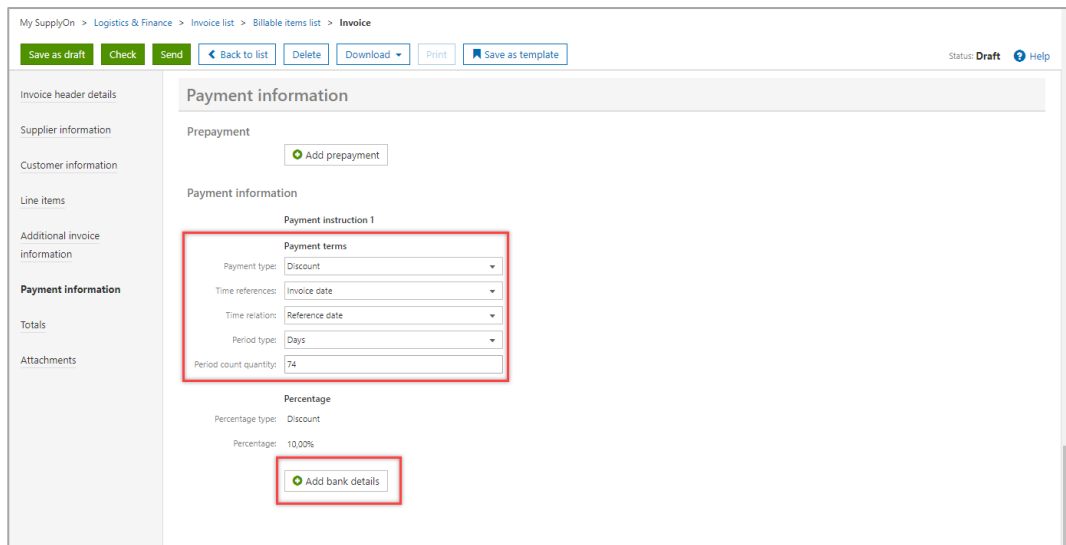 My SupplyOn > Logistics & Finance > Invoice list > Billable items list > Invoice
Save as draft Check Send Back to list Delete Download Print Save as template Status: Draft Help
Invoice header details
Supplier information
Customer information
Line items
Additional invoice
information
Payment information
Totals
Attachments
Payment information
Prepayment
Add prepayment
Payment information
Payment instruction 1
Payment terms
Payment type: Discount
Time references: Invoice date
Time relation: Reference date
Period type: Days
Period count quantity: 74
Percentage
Percentage type: Discount
Percentage: 10,00%
Add bank details